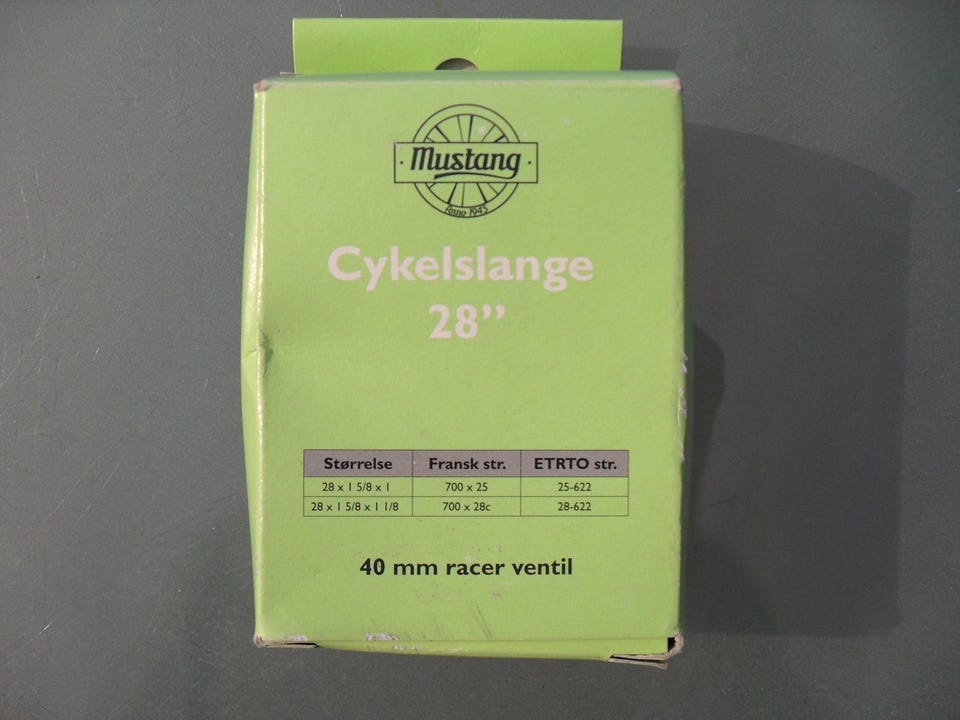 Mustang
Anno 1945
Cykelslange
28”
Størrelse Fransk str. ETRTO str.
28 x 1 5/8 x 1 700 x 25 25-622
28 x 1 5/8 x 1 1/8 700 x 28c 28-622
40 mm racer ventil